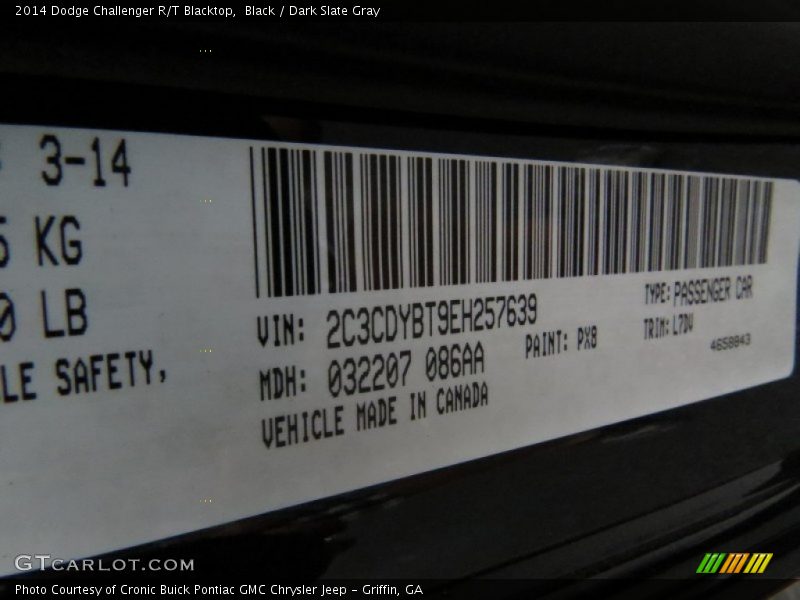 2014 Dodge Challenger R/T Blacktop, Black / Dark Slate Gray
3-14
KG
LB
LE SAFETY,
VIN: 2C3CDYBT9EH257639
MDH: 032207 086AA
VEHICLE MADE IN CANADA
PAINT: PX8
TYPE: PASSENGER CAR
TRIM: L7DV
4658843
GTCARLOT.COM
Photo Courtesy of Cronic Buick Pontiac GMC Chrysler Jeep - Griffin, GA